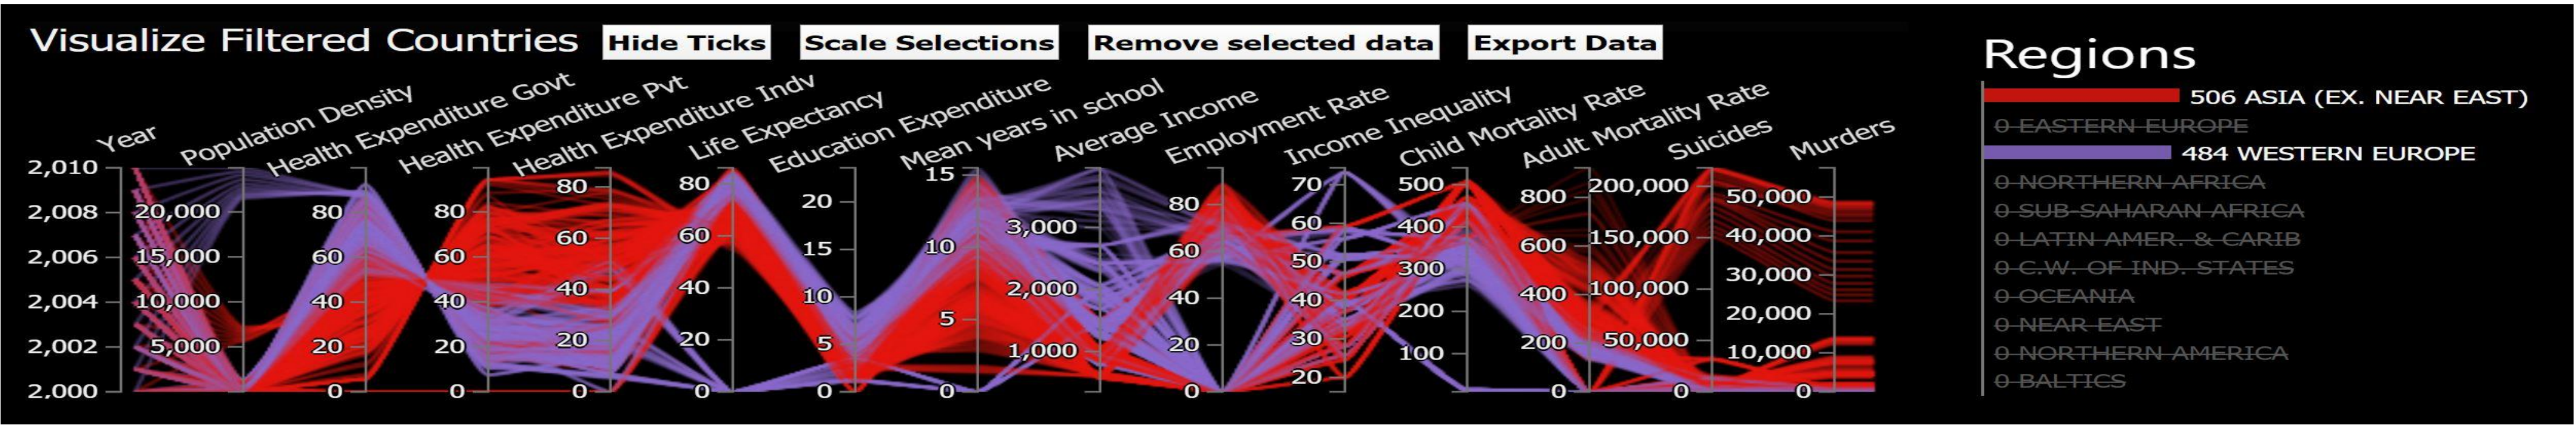 Visualize Filtered Countries
Hide Ticks
Scale Selections
Remove selected data
Export Data
Year
Population Density
Health Expenditure Govt
Health Expenditure Pvt
Health Expenditure Indv
Life Expectancy
Education Expenditure
Mean years in school
Average Income
Employment Rate
Income Inequality
Child Mortality Rate
Adult Mortality Rate
Suicides
Murders
2,010
2,008
2,006
2,004
2,002
2,000
20,000
15,000
10,000
5,000
80
60
40
20
0
80
60
40
20
0
80
60
40
20
0
80
60
40
20
0
20
15
10
5
0
15
10
5
0
3,000
2,000
1,000
80
60
40
20
0
70
60
50
40
30
20
500
400
300
200
100
800
600
400
200
0
200,000
150,000
100,000
50,000
0
50,000
40,000
30,000
20,000
10,000
0
Regions
506 ASIA (EX. NEAR EAST)
0 EASTERN EUROPE
484 WESTERN EUROPE
0 NORTHERN AFRICA
0 SUB-SAHARAN AFRICA
0 LATIN AMER. & CARIB
0 C.W. OF IND. STATES
0 OCEANIA
0 NEAR EAST
0 NORTHERN AMERICA
0 BALTICS